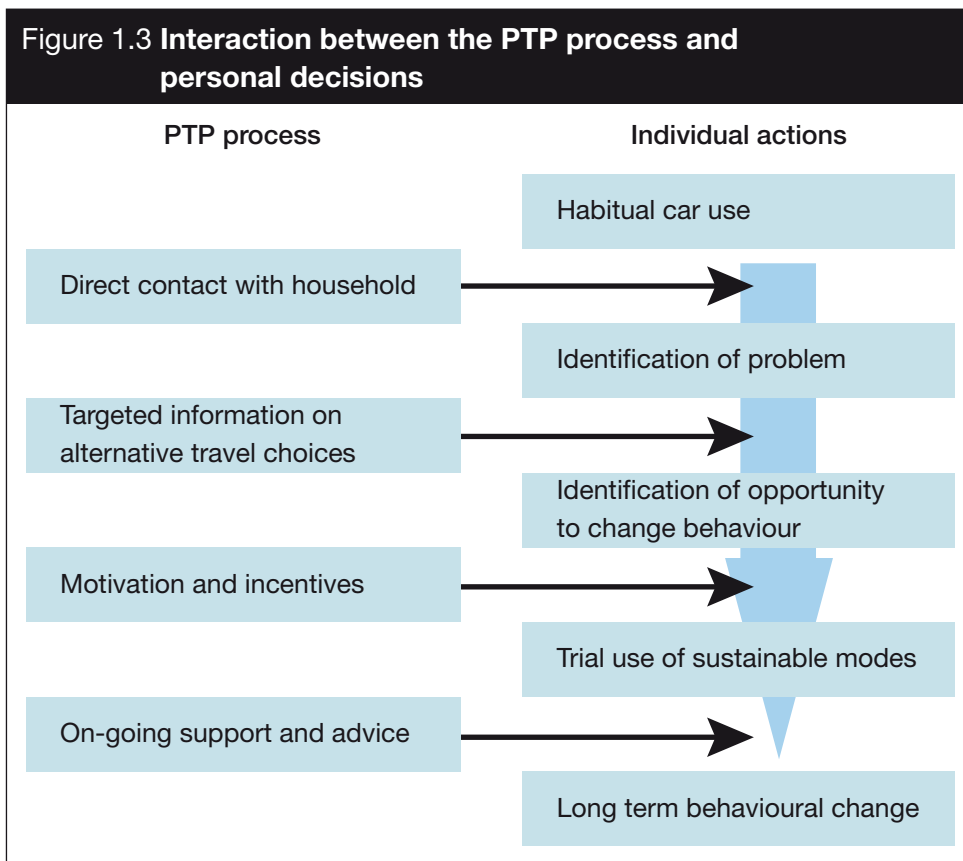 Figure 1.3 Interaction between the PTP process and
personal decisions
PTP process
Individual actions
Habitual car use
Direct contact with household
Identification of problem
Targeted information on
alternative travel choices
Identification of opportunity
to change behaviour
Motivation and incentives
Trial use of sustainable modes
On-going support and advice
Long term behavioural change